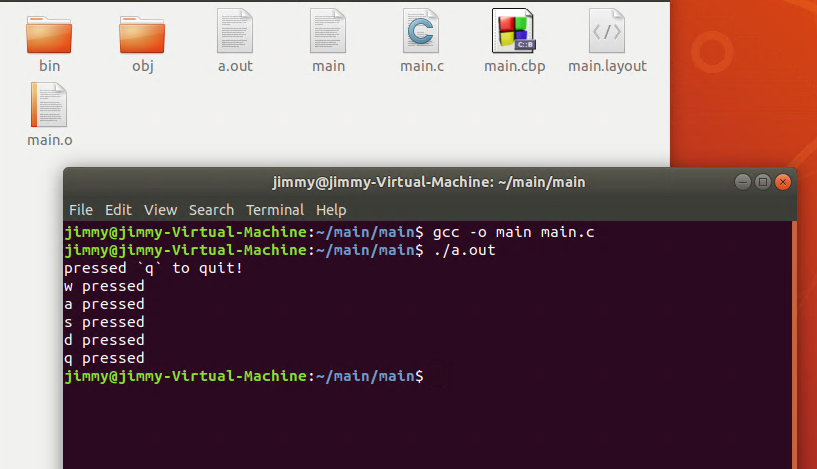 bin obj a.out main main.c main.cbp main.layout
C::B
main.o
jimmy@jimmy-Virtual-Machine: ~/main/main
File Edit View Search Terminal Help
jimmy@jimmy-Virtual-Machine:~/main/main$ gcc -o main main.c
jimmy@jimmy-Virtual-Machine:~/main/main$ ./a.out
pressed `q` to quit!
w pressed
a pressed
s pressed
d pressed
q pressed
jimmy@jimmy-Virtual-Machine:~/main/main$